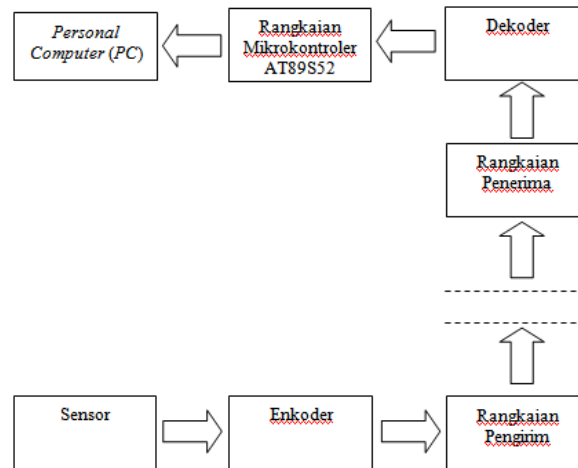 Personal
Computer (PC)
Rangkaian
Mikrokontroler
AT89S52
Dekoder
Rangkaian
Penerima
Sensor
Enkoder
Rangkaian
Pengirim